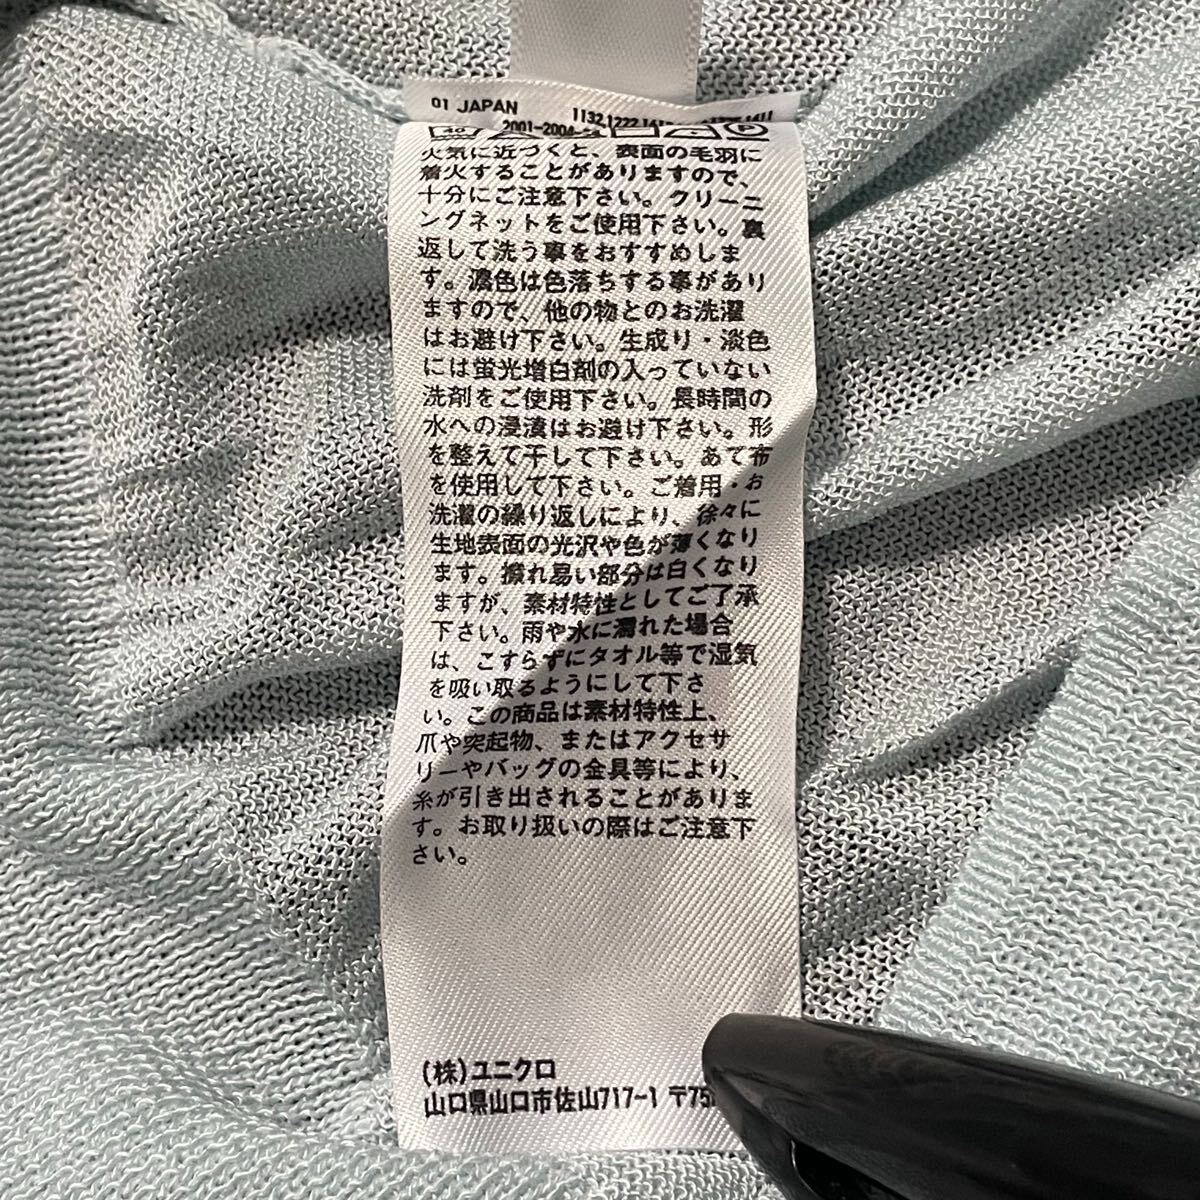 01 JAPAN
2001-2004
火気に近づくと、表面の毛羽に
着火することがありますので、
十分にご注意下さい。クリーニ
ングネットをご使用下さい。裏
返して洗う事をおすすめしま
す。濃色は色落ちする事があり
ますので、他の物とのお洗濯
はお避け下さい。生成り・淡色
には蛍光増白剤の入っていない
洗剤をご使用下さい。長時間の
水への浸漬はお避け下さい。形
を整えて干して下さい。あて布
を使用して下さい。ご着用・お
洗濯の繰り返しにより、徐々に
生地表面の光沢や色が薄くなり
ます。擦れ易い部分は白くなり
ますが、素材特性としてご了承
下さい。雨や水に濡れた場合
は、こすらずにタオル等で湿気
を吸い取るようにして下さ
い。この商品は素材特性上、
爪や突起物、またはアクセサ
リーやバッグの金具等により、
糸が引き出されることがありま
す。お取り扱いの際はご注意下
さい。
(株)ユニクロ
山口県山口市佐山717-1